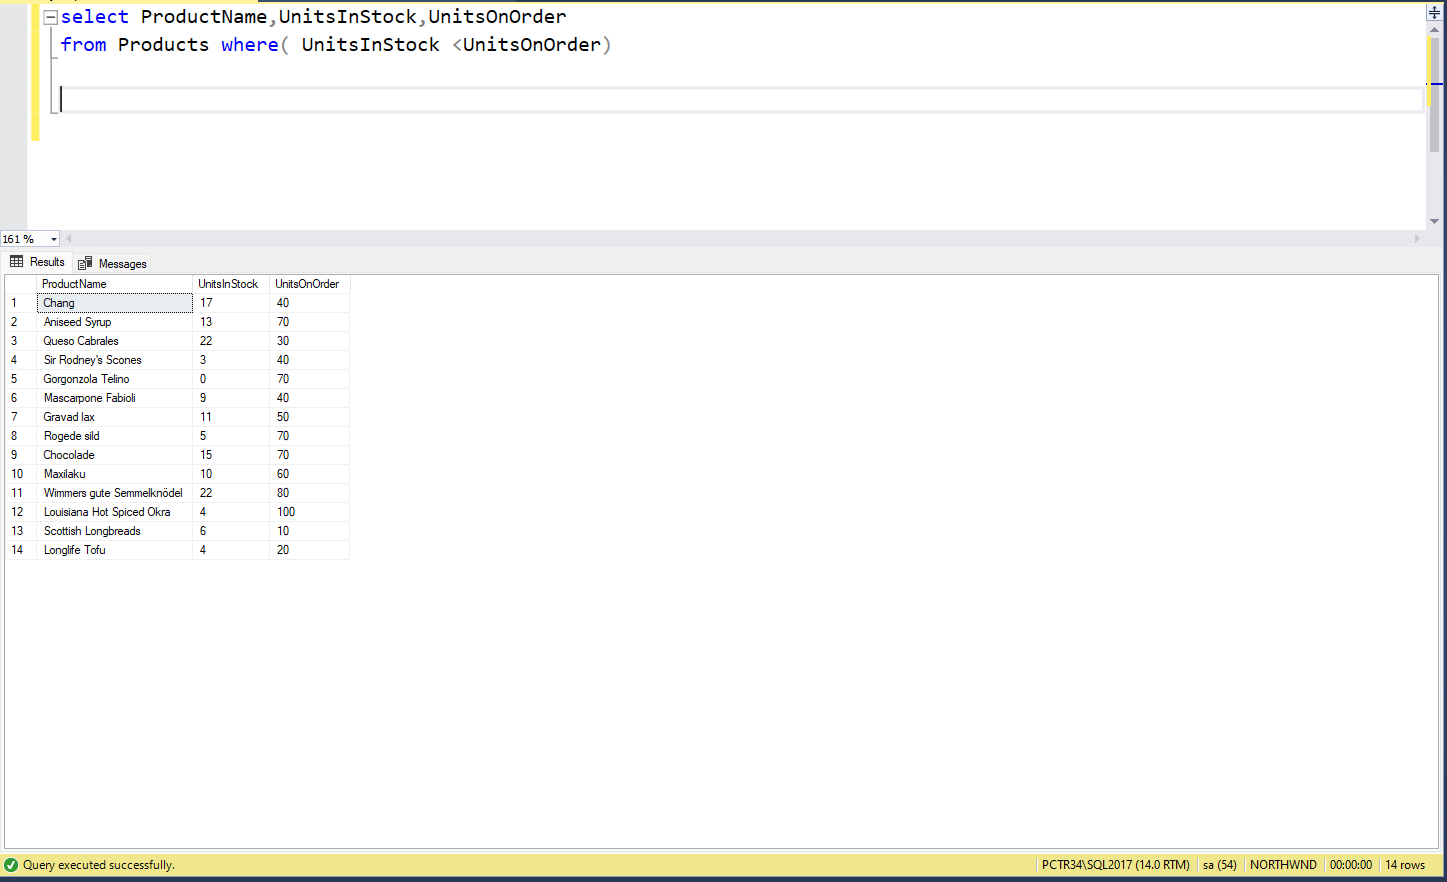 select ProductName,UnitsInStock,UnitsOnOrder
from Products where( UnitsInStock <UnitsOnOrder)
161 %
Results Messages
ProductName UnitsInStock UnitsOnOrder
1 Chang 17 40
2 Aniseed Syrup 13 70
3 Queso Cabrales 22 30
4 Sir Rodney's Scones 3 40
5 Gorgonzola Telino 0 70
6 Mascarpone Fabioli 9 40
7 Gravad lax 11 50
8 Rogede sild 5 70
9 Chocolade 15 70
10 Maxilaku 10 60
11 Wimmers gute Semmelknödel 22 80
12 Louisiana Hot Spiced Okra 4 100
13 Scottish Longbreads 6 10
14 Longlife Tofu 4 20
Query executed successfully. PCTR34\SQL2017 (14.0 RTM) sa (54) NORTHWND 00:00:00 14 rows